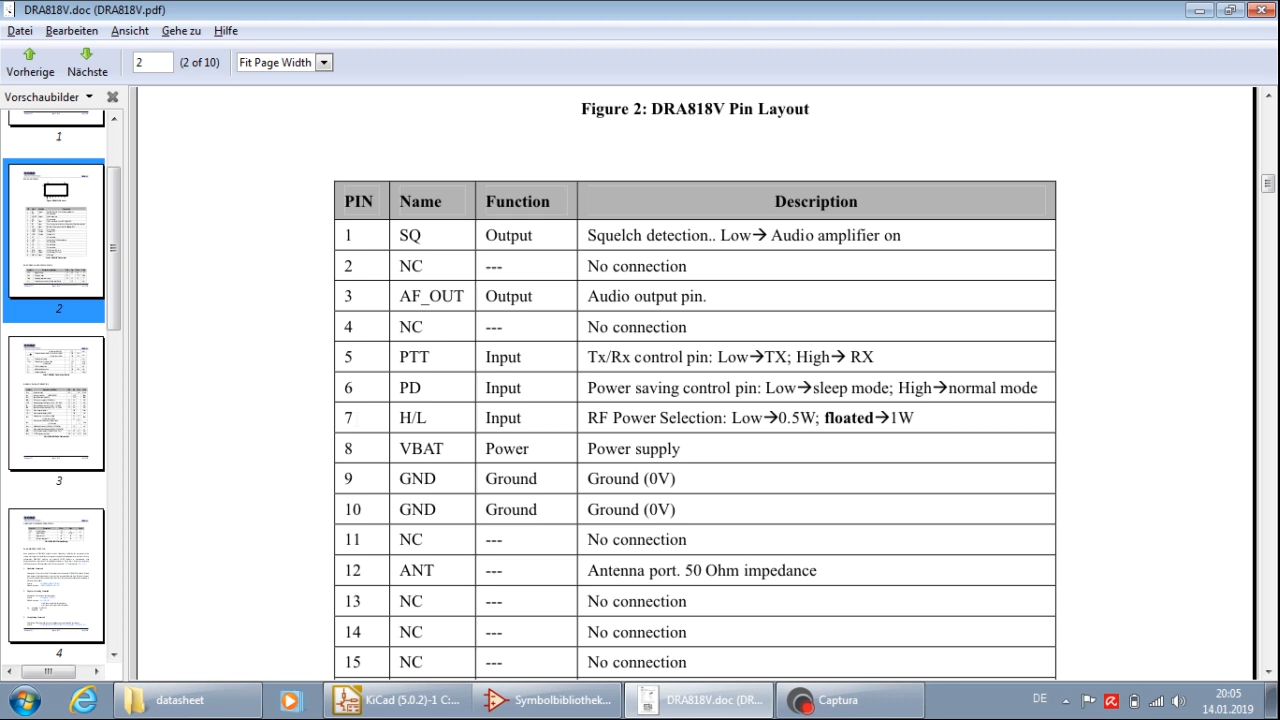 DRA818V.doc (DRA818V.pdf)
Datei Bearbeiten Ansicht Gehe zu Hilfe
Vorherige Nächste 2 (2 of 10) Fit Page Width
Vorschaubilder
1
2
3
4
Figure 2: DRA818V Pin Layout
PIN Name Function Description
1 SQ Output Squelch detection.. Low→ Audio amplifier on
2 NC --- No connection
3 AF_OUT Output Audio output pin.
4 NC --- No connection
5 PTT Input Tx/Rx control pin: Low→TX; High→ RX
6 PD Input Power saving control pin: Low→sleep mode; High→normal mode
7 H/L Input RF Power Selection: Low→0.5W; floated→1W
8 VBAT Power Power supply
9 GND Ground Ground (0V)
10 GND Ground Ground (0V)
11 NC --- No connection
12 ANT --- Antenna port. 50 Ohm impedance
13 NC --- No connection
14 NC --- No connection
15 NC --- No connection
datasheet KiCad (5.0.2)-1 C:... Symbolbibliothek... DRA818V.doc (DR... Captura DE 20:05
14.01.2019